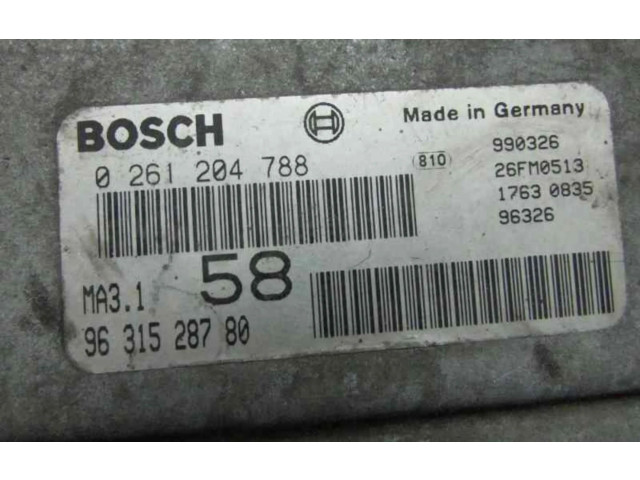 BOSCH
Made in Germany
0 261 204 788
810
990326
26FM0513
1763 0835
96326
MA3.1
58
96 315 287 80